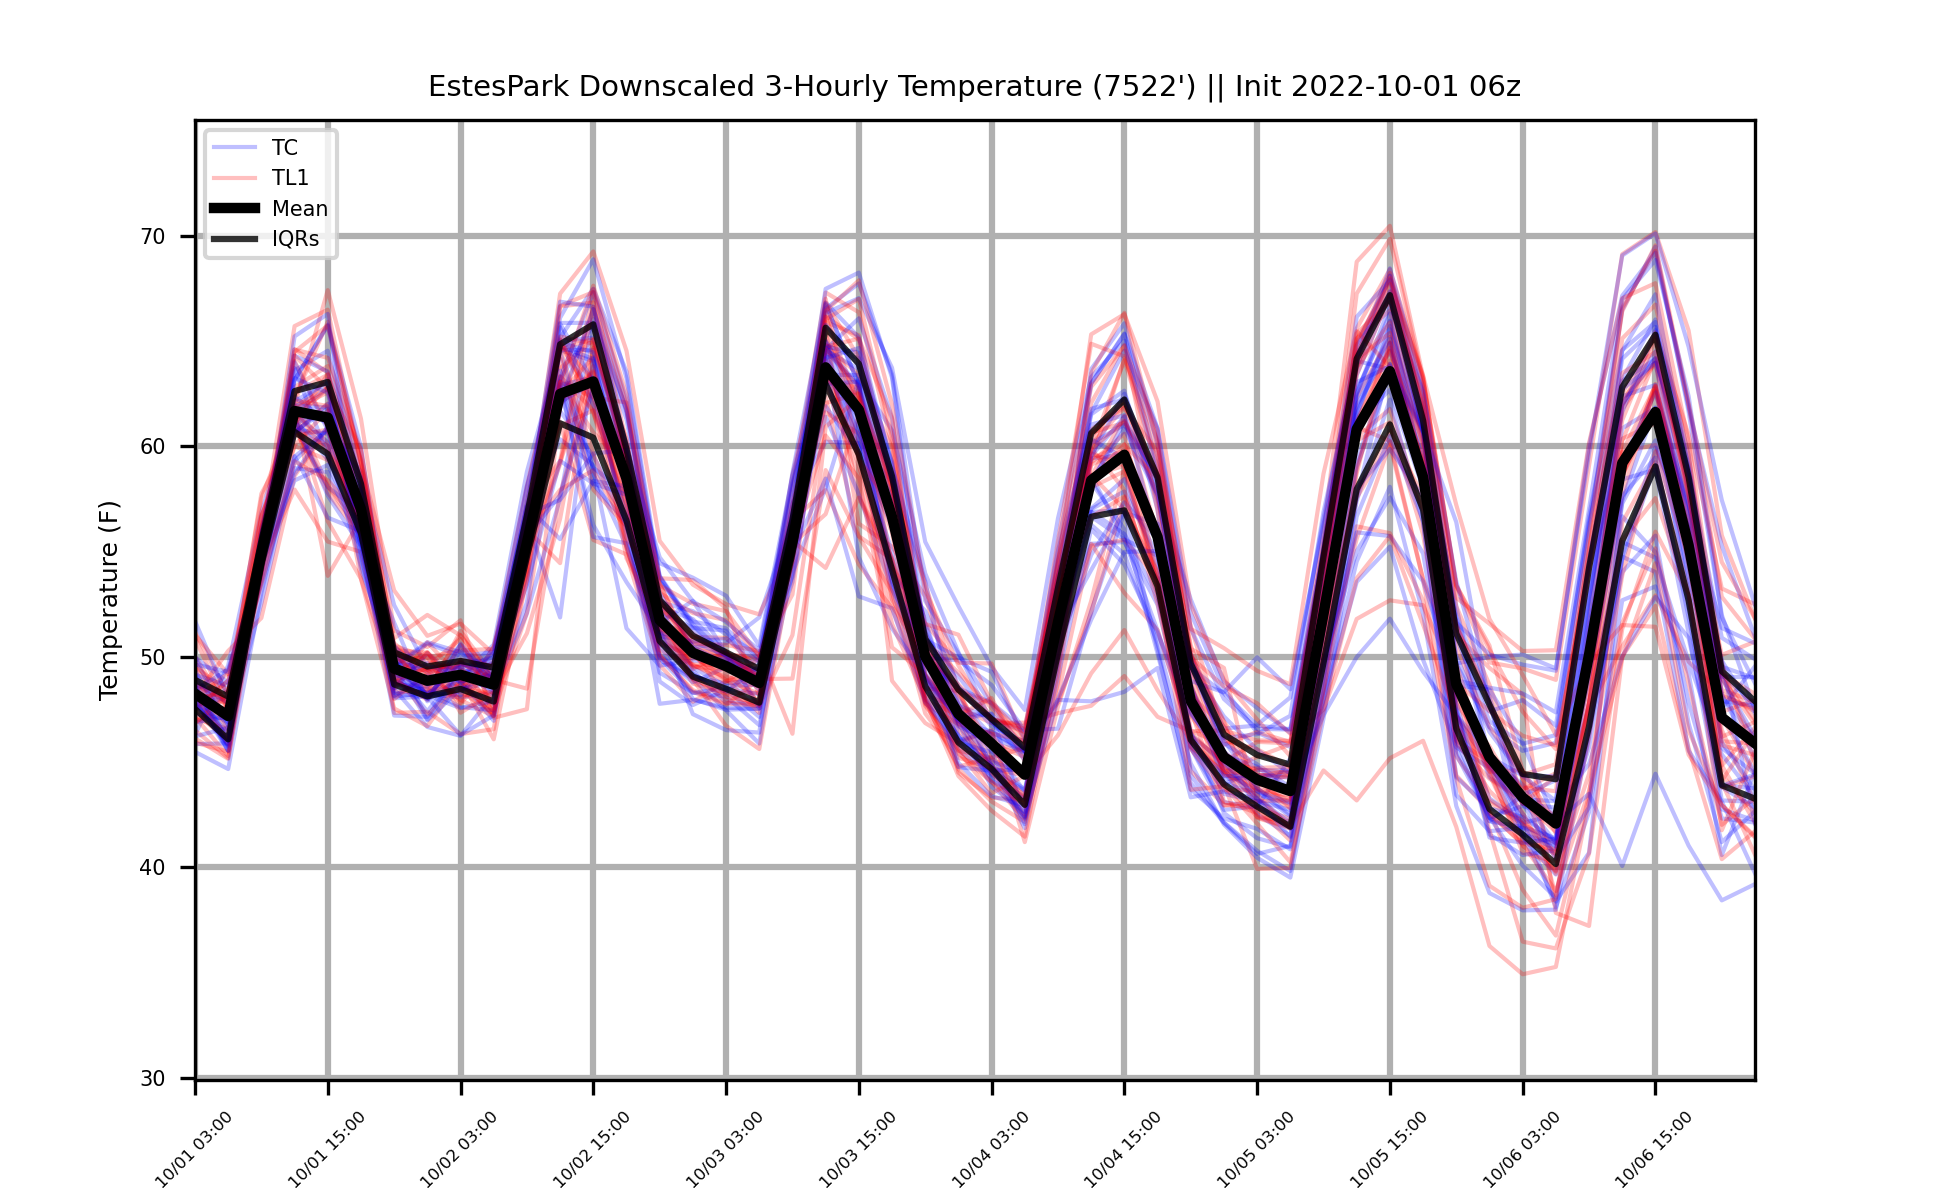 EstesPark Downscaled 3-Hourly Temperature (7522') || Init 2022-10-01 06z
TC
TL1
Mean
IQRs
Temperature (F)
70
60
50
40
30
10/01 03:00
10/01 15:00
10/02 03:00
10/02 15:00
10/03 03:00
10/03 15:00
10/04 03:00
10/04 15:00
10/05 03:00
10/05 15:00
10/06 03:00
10/06 15:00